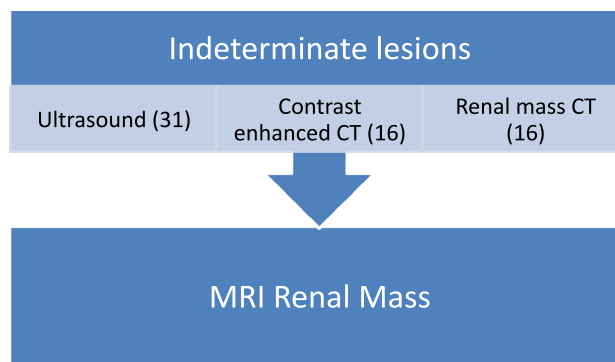 Indeterminate lesions
Ultrasound (31)
Contrast
enhanced CT (16)
Renal mass CT
(16)
MRI Renal Mass